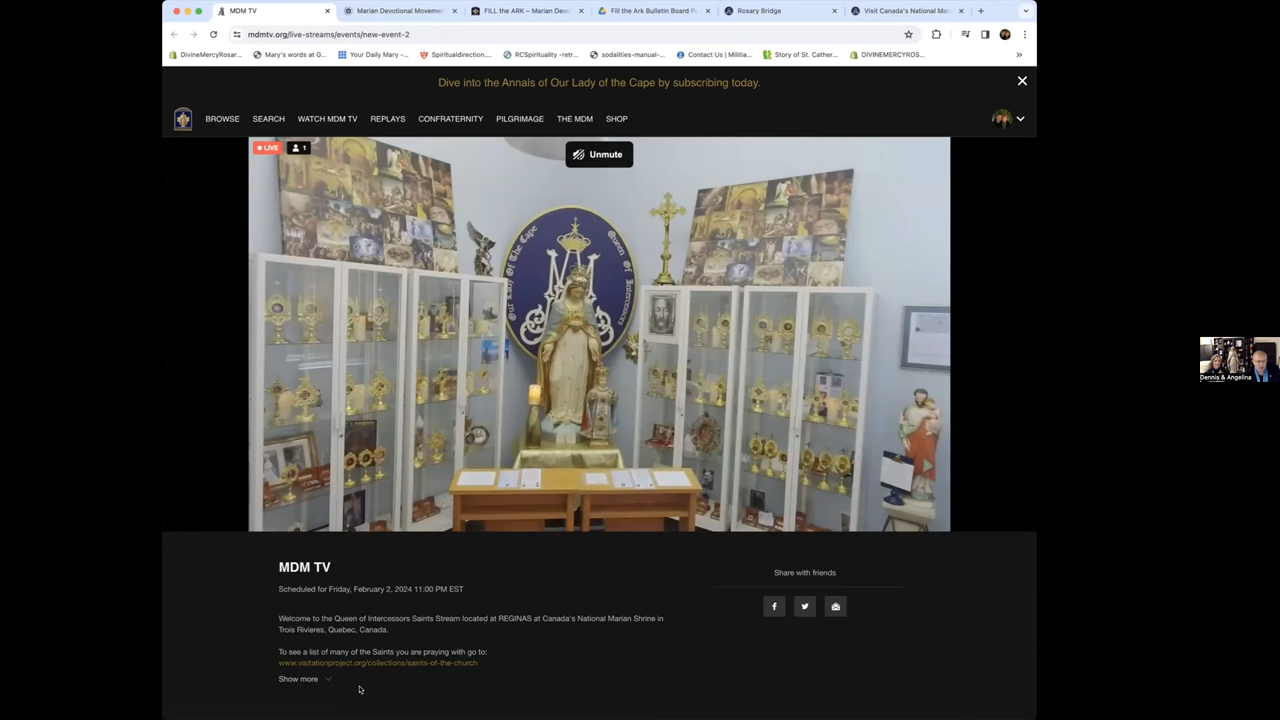 MDM TV
Marian Devotional Movemen
FILL the ARK – Marian Devo
Fill the Ark Bulletin Board Po
Rosary Bridge
Visit Canada's National Mar
mdmtv.org/live-streams/events/new-event-2
DivineMercyRosar...
Mary's words at G...
Your Daily Mary –...
Spiritualdirection....
RCSpirituality -retr...
sodalities-manual-...
Contact Us | Militia...
Story of St. Cather...
DIVINEMERCYROS...
Dive into the Annals of Our Lady of the Cape by subscribing today.
BROWSE
SEARCH
WATCH MDM TV
REPLAYS
CONFRATERNITY
PILGRIMAGE
THE MDM
SHOP
LIVE
1
Unmute
Our Lady Of The Cape
Queen Of Intercessors
Dennis & Angelina
MDM TV
Scheduled for Friday, February 2, 2024 11:00 PM EST
Share with friends
Welcome to the Queen of Intercessors Saints Stream located at REGINAS at Canada's National Marian Shrine in
Trois Rivieres, Quebec, Canada.
To see a list of many of the Saints you are praying with go to:
www.visitationproject.org/collections/saints-of-the-church
Show more